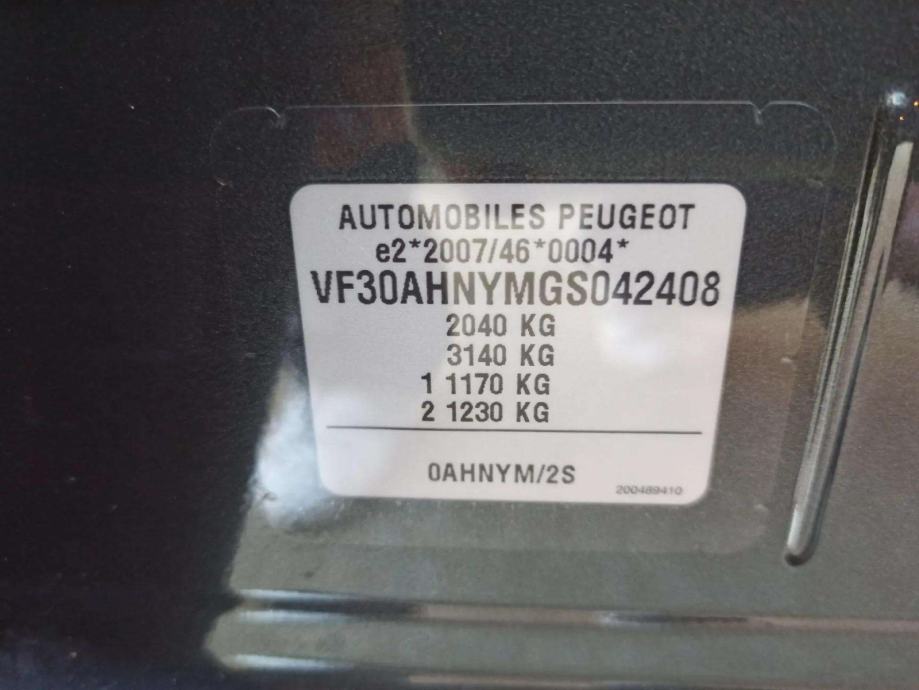 AUTOMOBILES PEUGEOT
e2*2007/46*0004*
VF30AHNYMGS042408
2040 KG
3140 KG
1 1170 KG
2 1230 KG
0AHNYM/2S
200489410